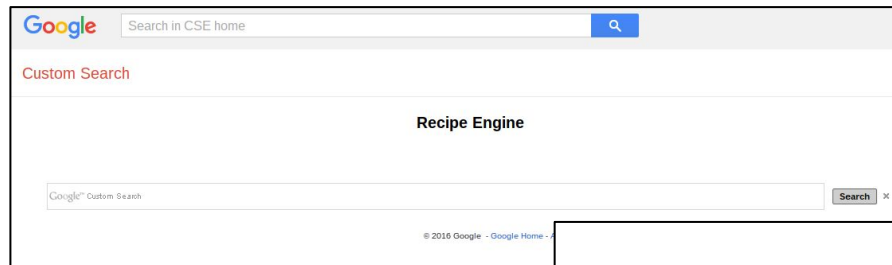 Google Search in CSE home
Custom Search
Recipe Engine
Google™ Custom Search Search ×
© 2016 Google - Google Home -